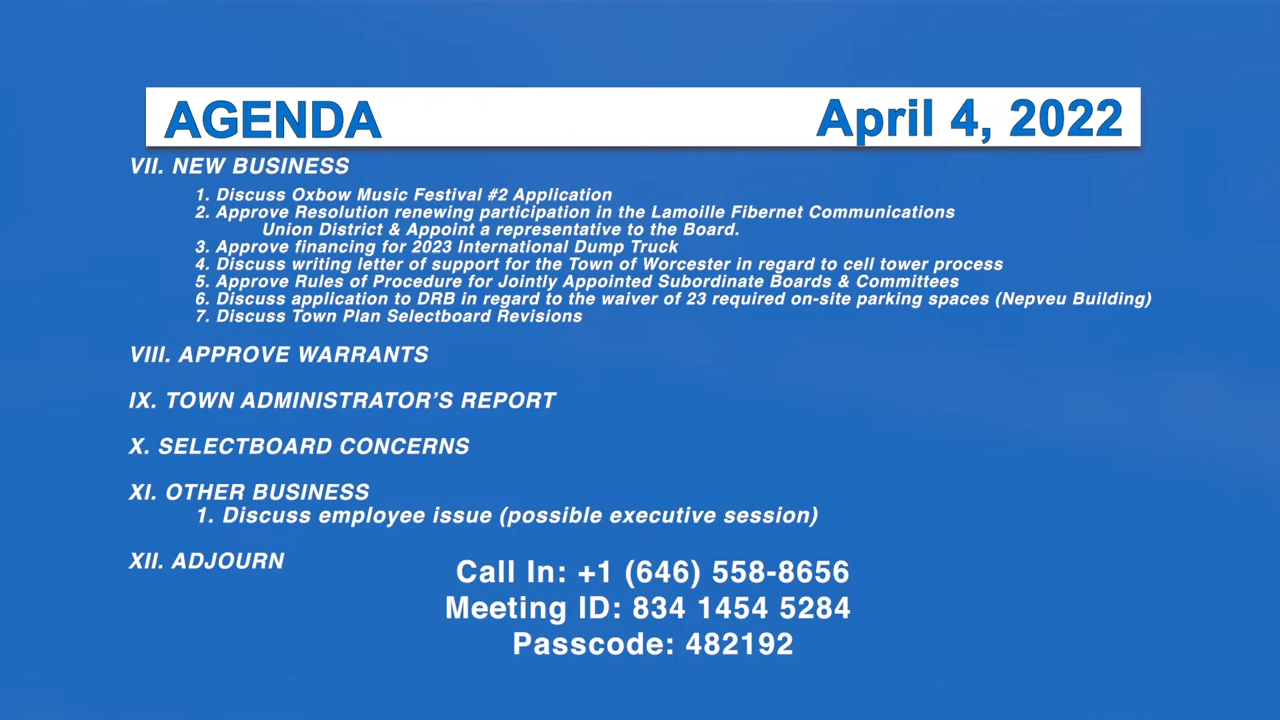 AGENDA April 4, 2022
VII. NEW BUSINESS
1. Discuss Oxbow Music Festival #2 Application
2. Approve Resolution renewing participation in the Lamoille Fibernet Communications
Union District & Appoint a representative to the Board.
3. Approve financing for 2023 International Dump Truck
4. Discuss writing letter of support for the Town of Worcester in regard to cell tower process
5. Approve Rules of Procedure for Jointly Appointed Subordinate Boards & Committees
6. Discuss application to DRB in regard to the waiver of 23 required on-site parking spaces (Nepveu Building)
7. Discuss Town Plan Selectboard Revisions
VIII. APPROVE WARRANTS
IX. TOWN ADMINISTRATOR'S REPORT
X. SELECTBOARD CONCERNS
XI. OTHER BUSINESS
1. Discuss employee issue (possible executive session)
XII. ADJOURN
Call In: +1 (646) 558-8656
Meeting ID: 834 1454 5284
Passcode: 482192